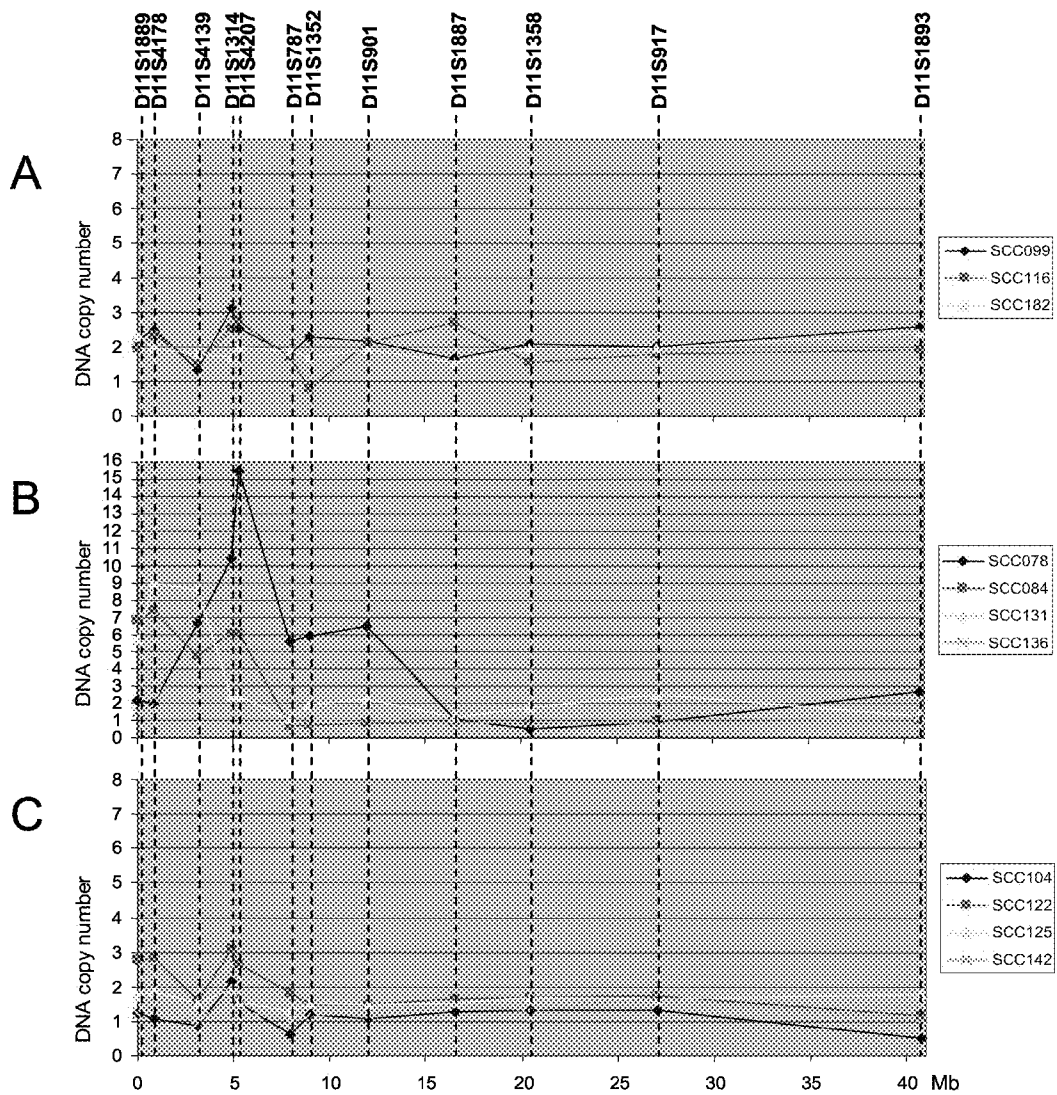 D11S1889
D11S4178
D11S4139
D11S1314
D11S4207
D11S787
D11S1352
D11S901
D11S1887
D11S1358
D11S917
D11S1893
A
DNA copy number
8
7
6
5
4
3
2
1
0
SCC099
SCC116
SCC182
B
DNA copy number
16
15
14
13
12
11
10
9
8
7
6
5
4
3
2
1
0
SCC078
SCC084
SCC131
SCC136
C
DNA copy number
8
7
6
5
4
3
2
1
0
SCC104
SCC122
SCC125
SCC142
0 5 10 15 20 25 30 35 40 Mb